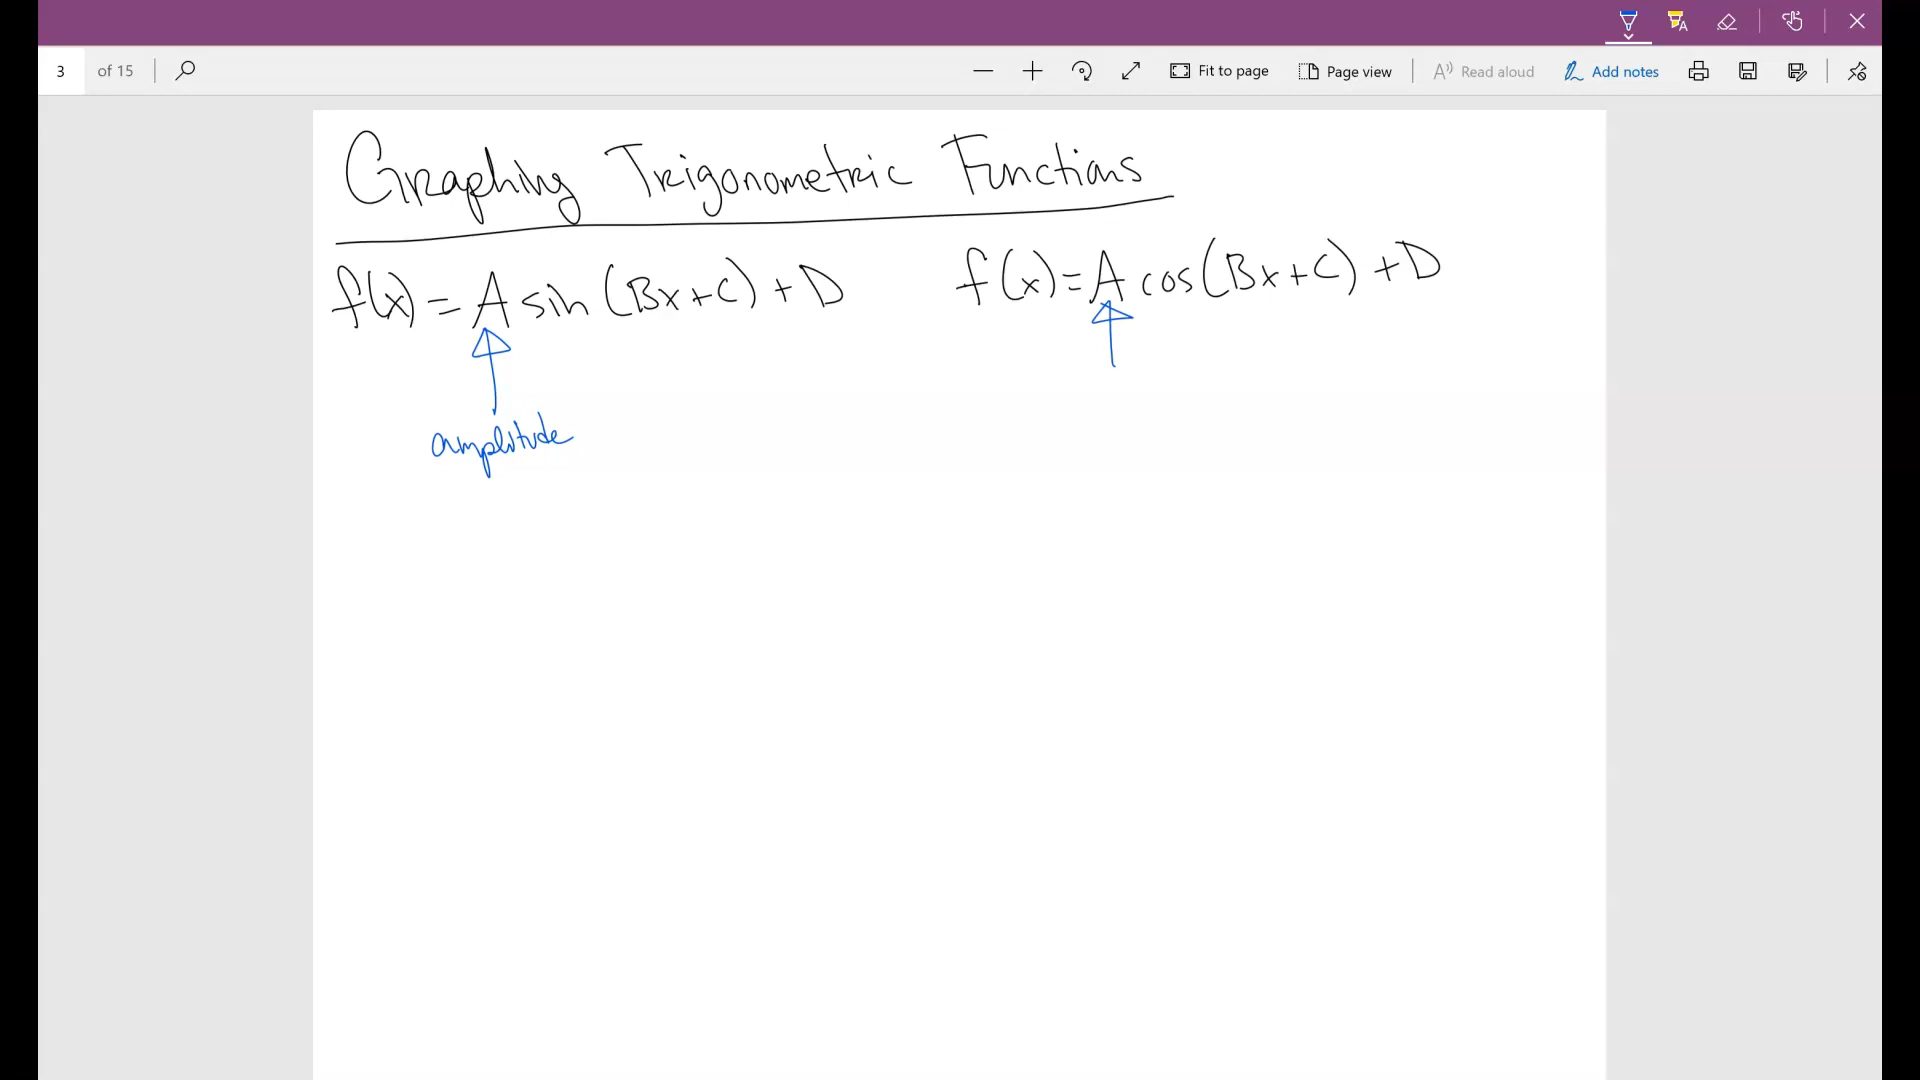 3 of 15 Fit to page Page view Read aloud Add notes
Graphing Trigonometric Functions
f(x) = A sin (Bx+C) + D f(x) = A cos(Bx+C) + D
amplitude